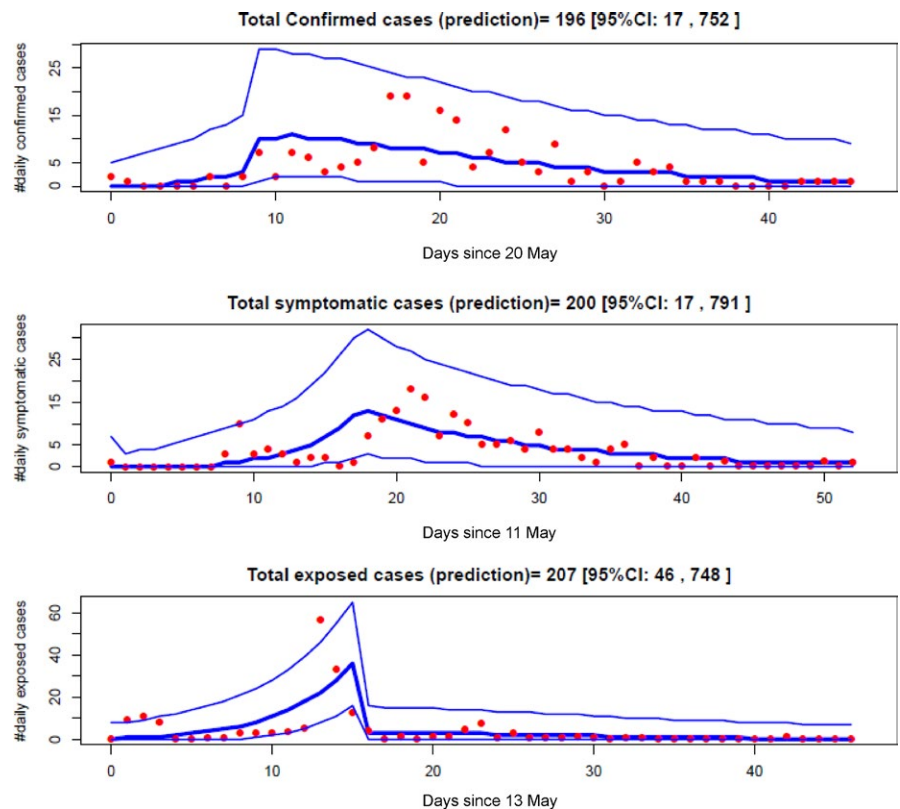 Total Confirmed cases (prediction)= 196 [95%CI: 17 , 752 ]
#daily confirmed cases
25
15
5
0
0 10 20 30 40
Days since 20 May
Total symptomatic cases (prediction)= 200 [95%CI: 17 , 791 ]
#daily symptomatic cases
25
15
5
0
0 10 20 30 40 50
Days since 11 May
Total exposed cases (prediction)= 207 [95%CI: 46 , 748 ]
#daily exposed cases
60
40
20
0
0 10 20 30 40
Days since 13 May